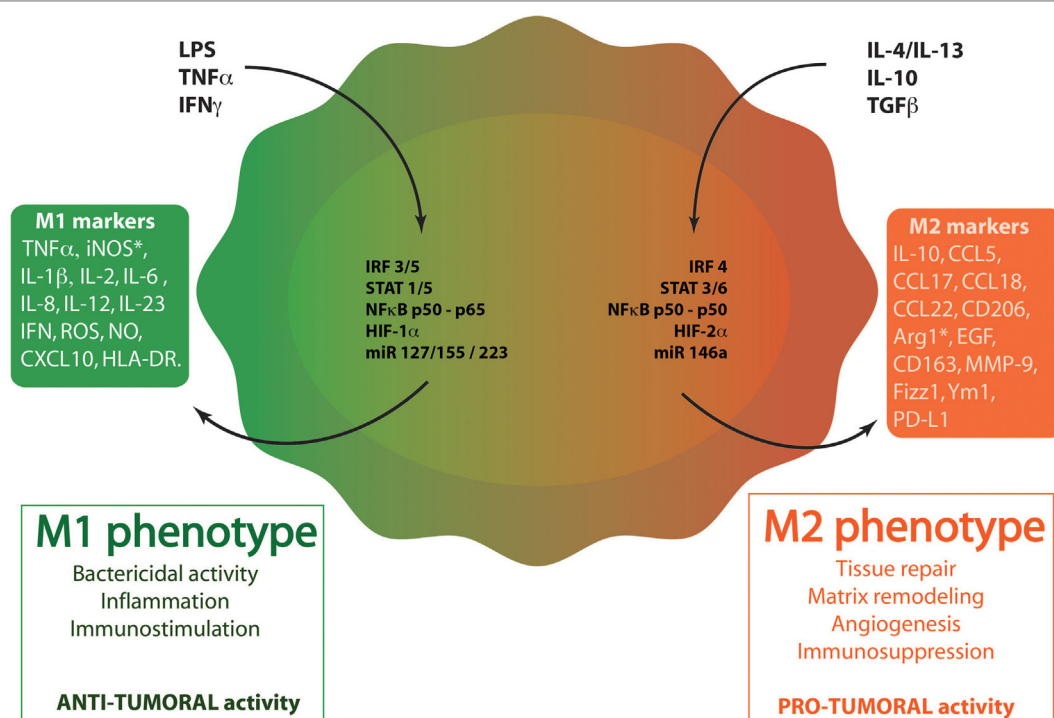 LPS
TNFα
IFNγ
IL-4/IL-13
IL-10
TGFβ
M1 markers
TNFα, iNOS*,
IL-1β, IL-2, IL-6 ,
IL-8, IL-12, IL-23
IFN, ROS, NO,
CXCL10, HLA-DR.
IRF 3/5
STAT 1/5
NFκB p50 - p65
HIF-1α
miR 127/155 / 223
IRF 4
STAT 3/6
NFκB p50 - p50
HIF-2α
miR 146a
M2 markers
IL-10, CCL5,
CCL17, CCL18,
CCL22, CD206,
Arg1*, EGF,
CD163, MMP-9,
Fizz1, Ym1,
PD-L1
M1 phenotype
Bactericidal activity
Inflammation
Immunostimulation
ANTI-TUMORAL activity
M2 phenotype
Tissue repair
Matrix remodeling
Angiogenesis
Immunosuppression
PRO-TUMORAL activity